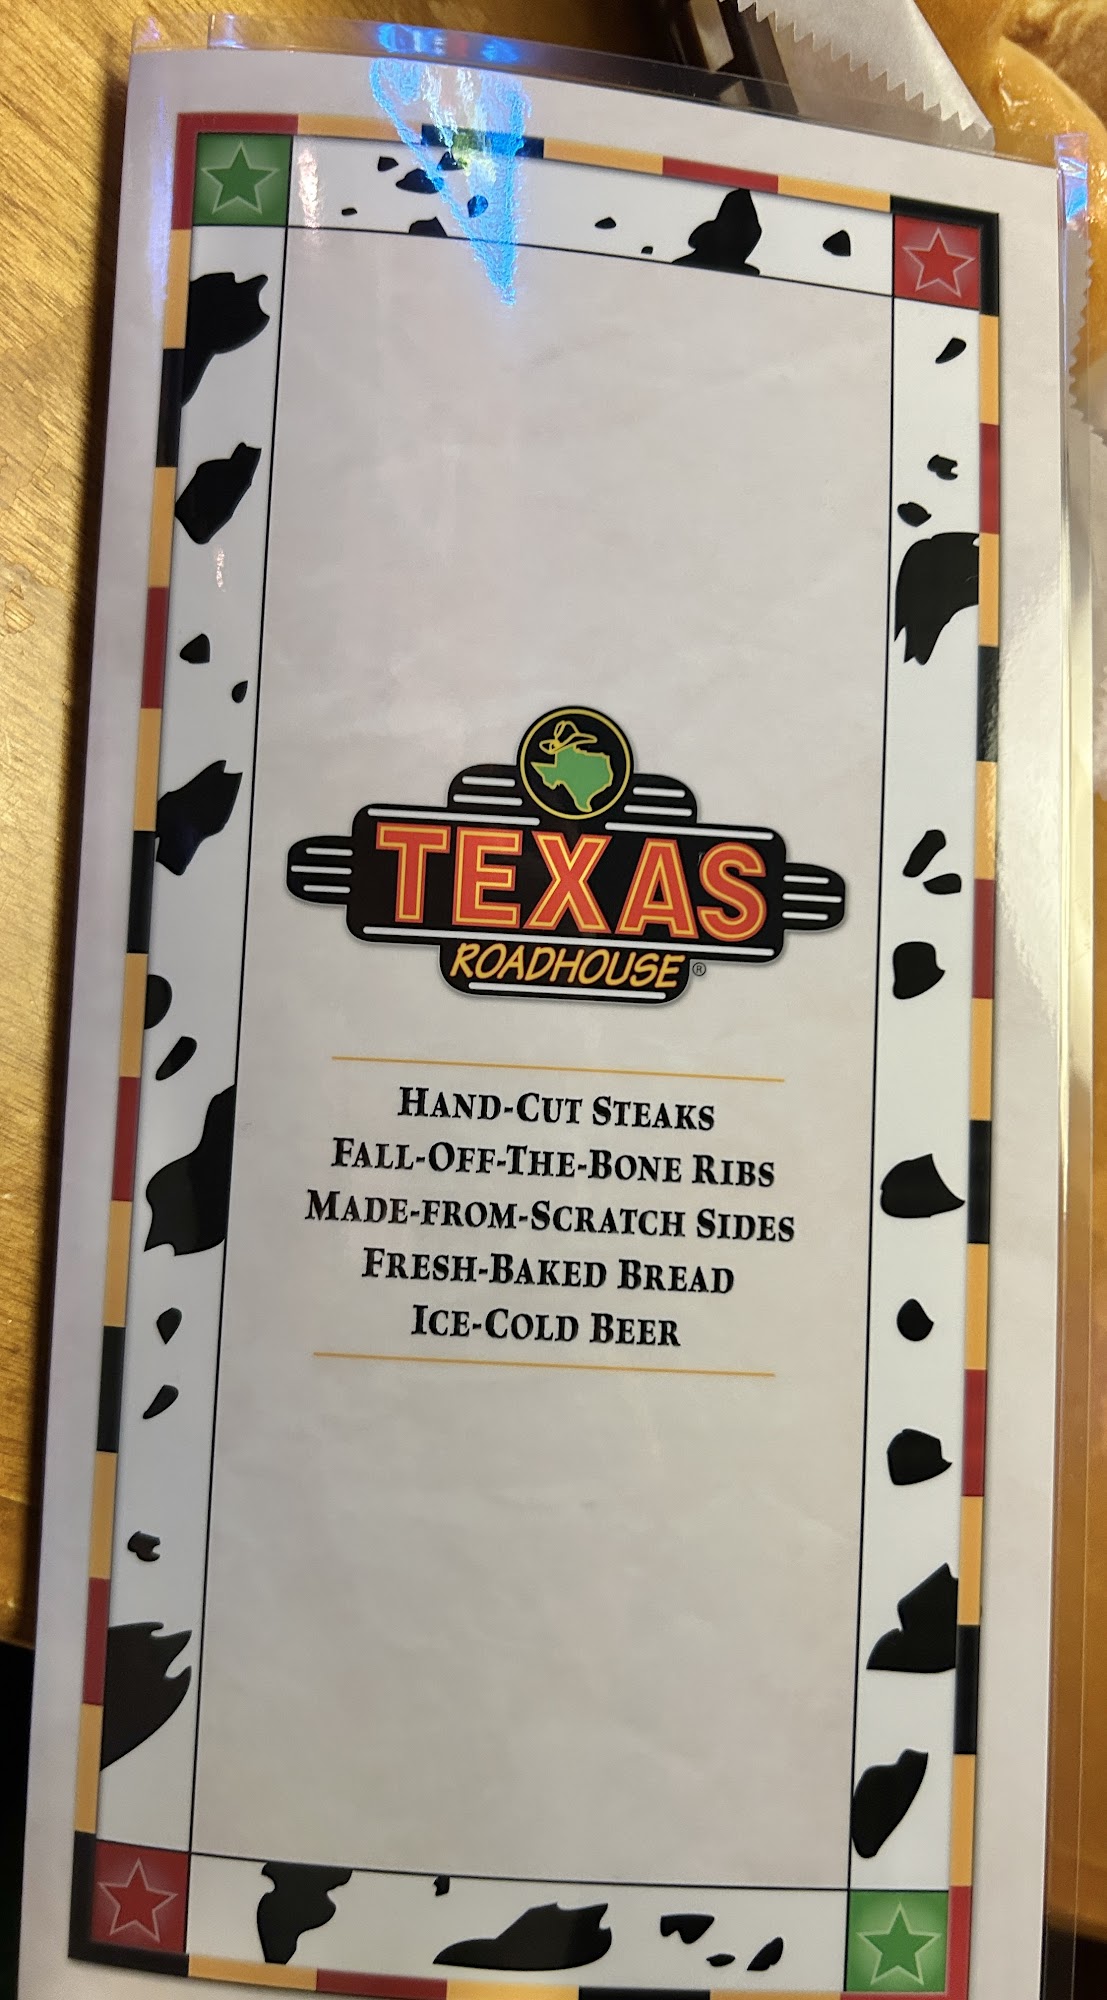 TEXAS
ROADHOUSE®
HAND-CUT STEAKS
FALL-OFF-THE-BONE RIBS
MADE-FROM-SCRATCH SIDES
FRESH-BAKED BREAD
ICE-COLD BEER